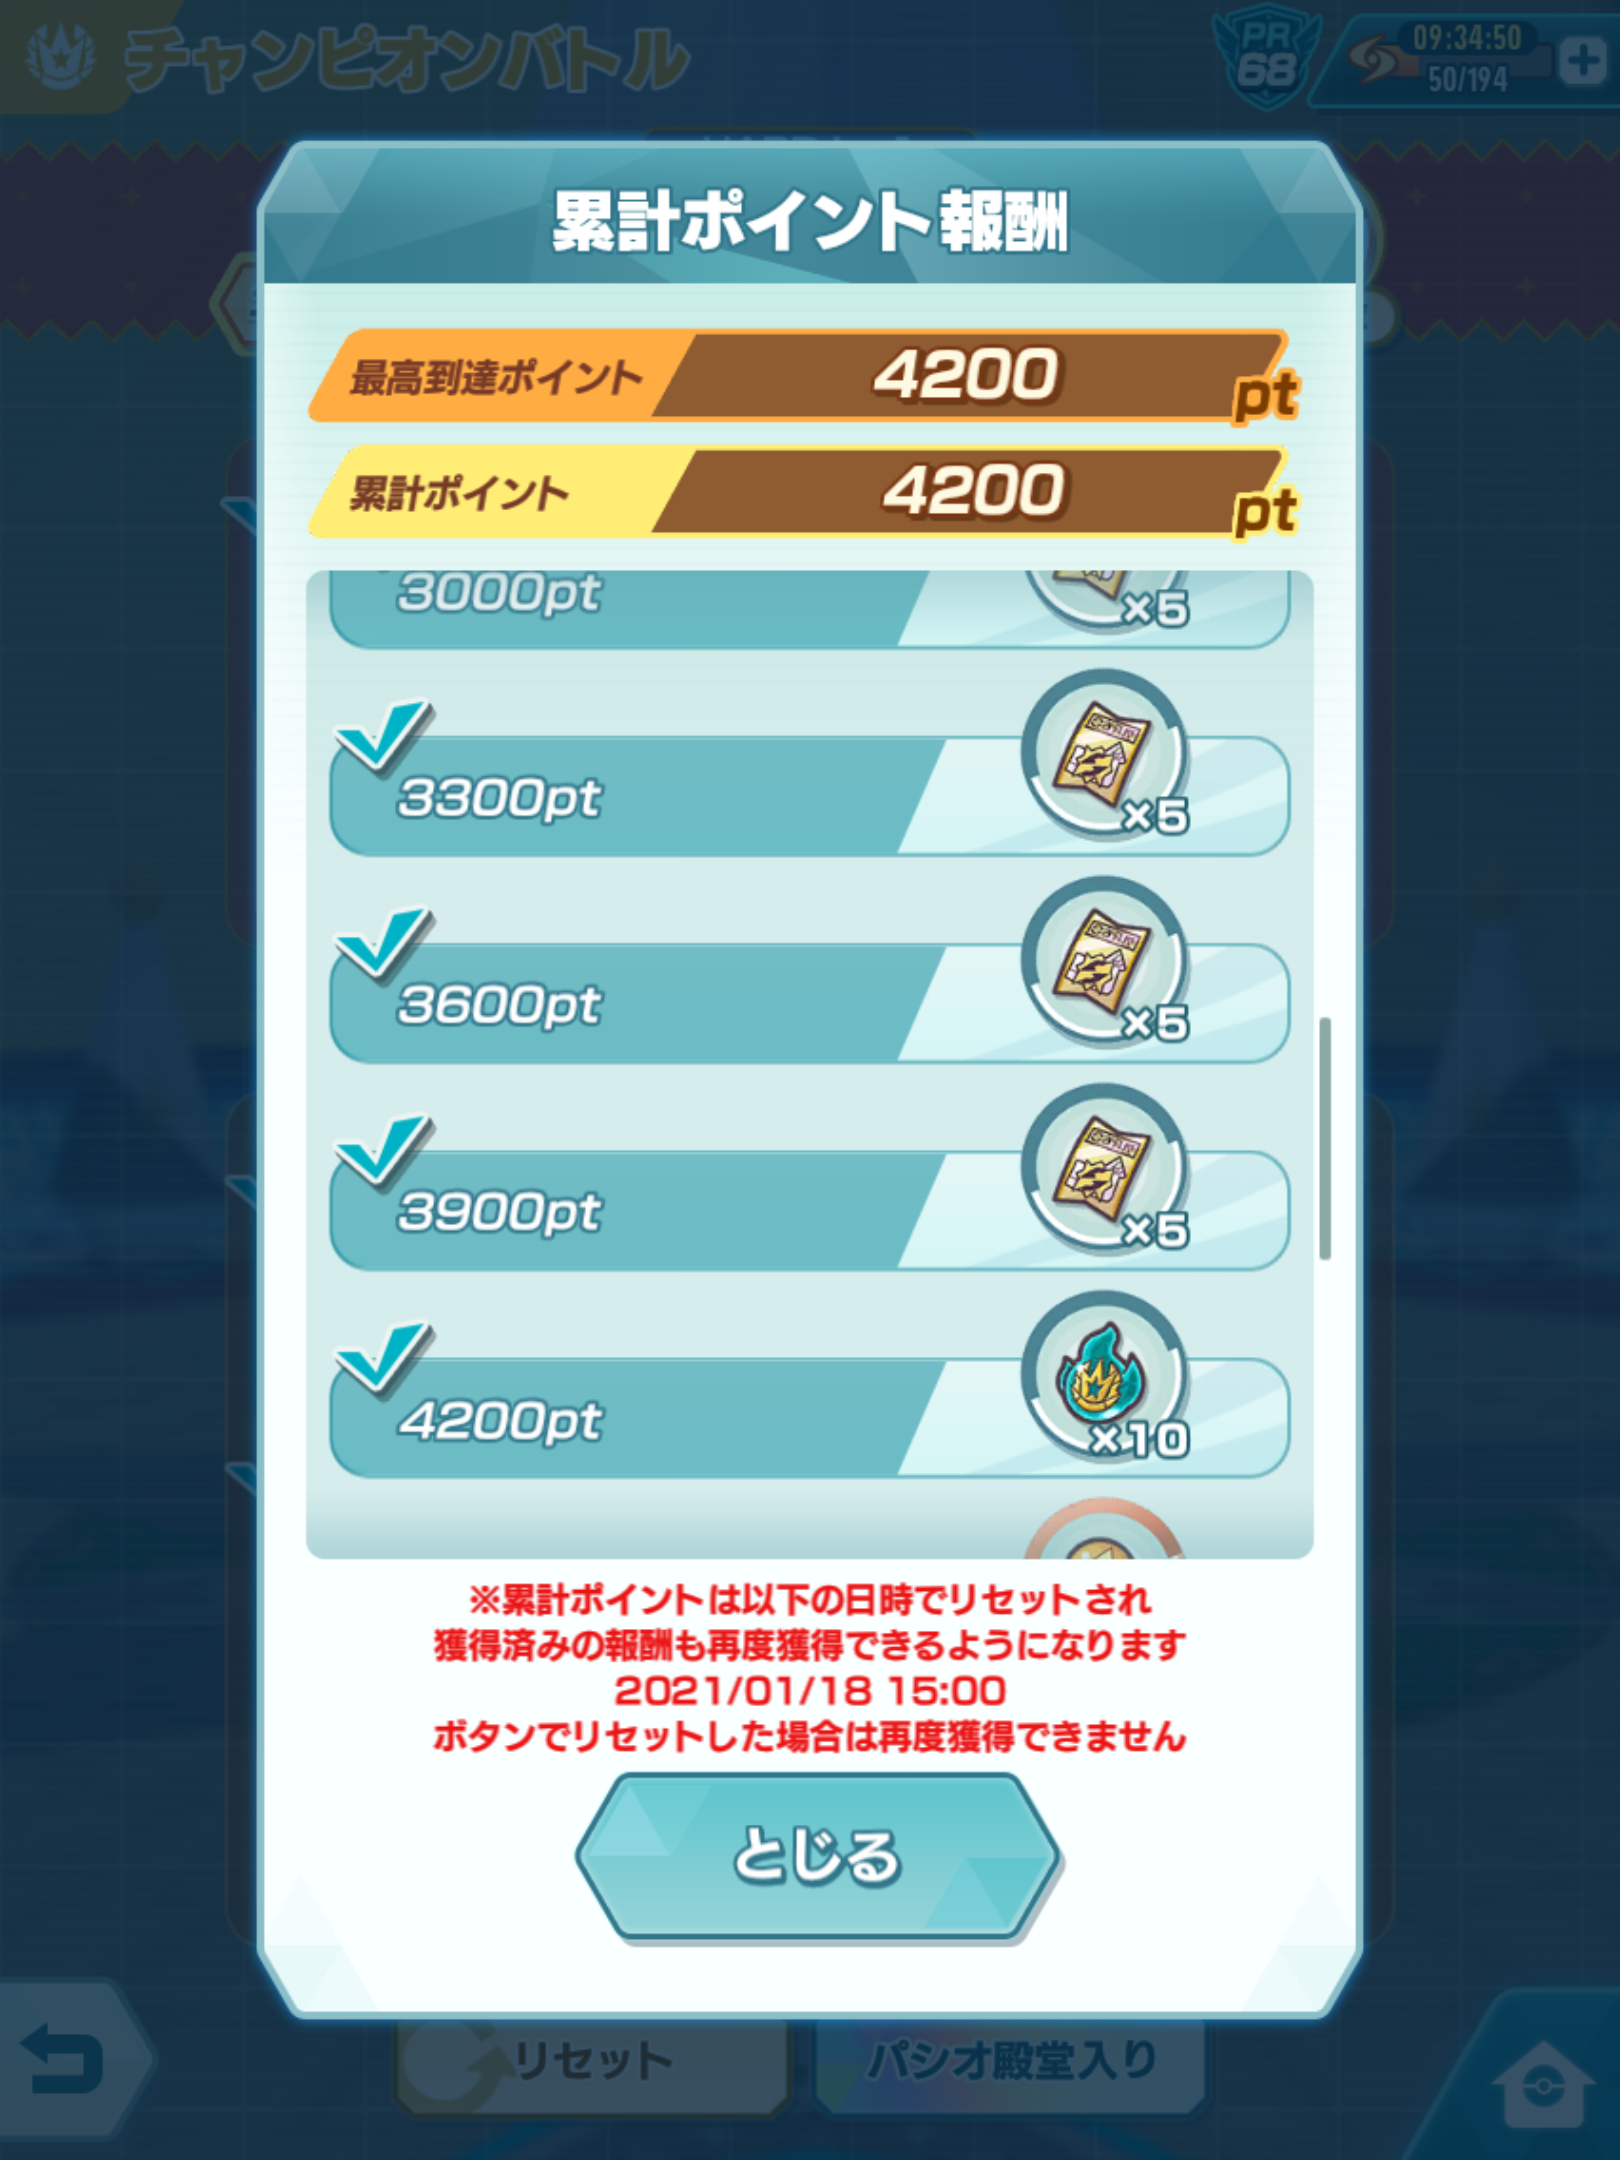 チャンピオンバトル
PR
68
09:34:50
50/194
累計ポイント報酬
最高到達ポイント 4200 pt
累計ポイント 4200 pt
3000pt ×5
3300pt ×5
3600pt ×5
3900pt ×5
4200pt ×10
※累計ポイントは以下の日時でリセットされ
獲得済みの報酬も再度獲得できるようになります
2021/01/18 15:00
ボタンでリセットした場合は再度獲得できません
とじる
リセット
パシオ殿堂入り